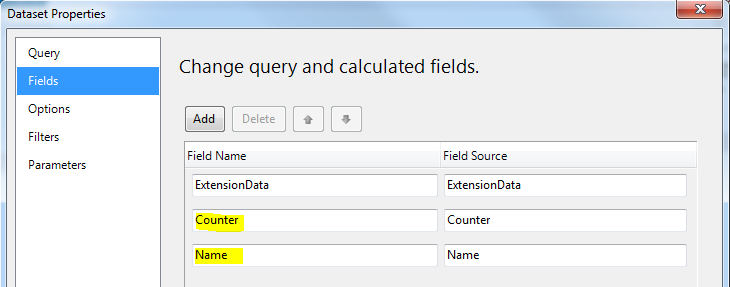 Dataset Properties
Query
Fields
Options
Filters
Parameters
Change query and calculated fields.
Add Delete
Field Name Field Source
ExtensionData ExtensionData
Counter Counter
Name Name